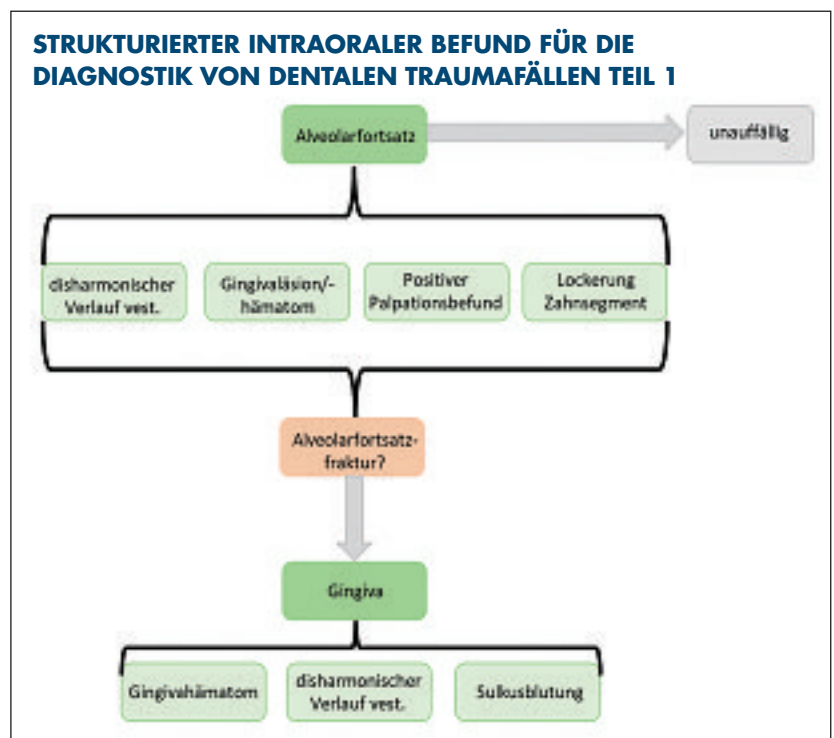 STRUKTURIERTER INTRAORALER BEFUND FÜR DIE
DIAGNOSTIK VON DENTALEN TRAUMAFÄLLEN TEIL 1
Alveolarfortsatz
unauffällig
disharmonischer
Verlauf vest.
Gingivaläsion/-
hämatom
Positiver
Palpationsbefund
Lockerung
Zahnsegment
Alveolarfortsatz-
fraktur?
Gingiva
Gingivahämatom
disharmonischer
Verlauf vest.
Sulkusblutung